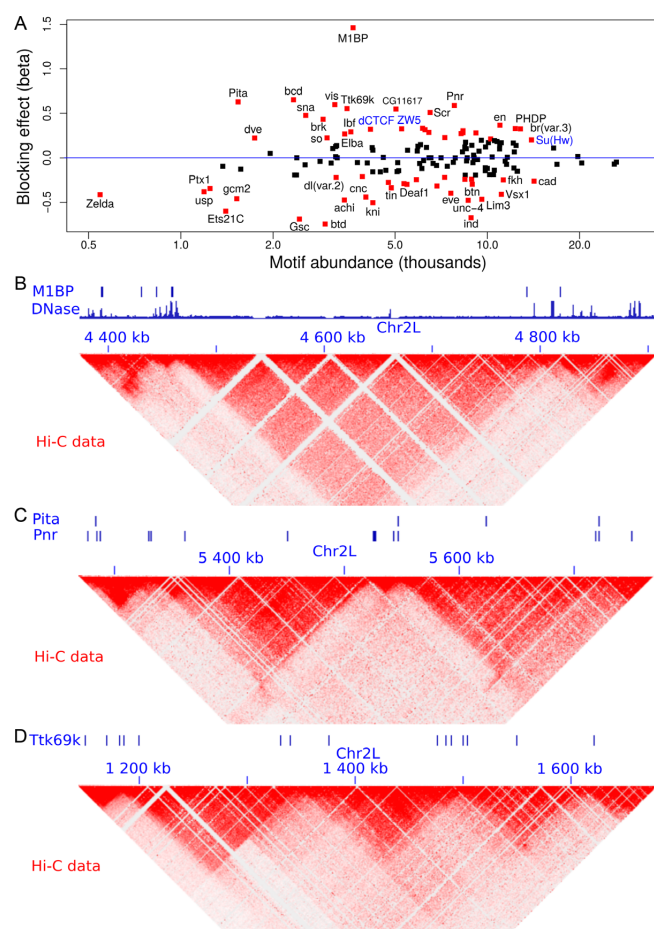 A
Blocking effect (beta)
1.5
1.0
0.5
0.0
-0.5
M1BP
Pita
bcd
sna
vis
Ttk69k
CG11617
Pnr
Scr
brk
lbf
dCTCF ZW5
en
PHDP
dve
so
Elba
br(var.3)
Su(Hw)
Zelda
Ptx1
usp
gcm2
Ets21C
dl(var.2)
cnc
tin
Deaf1
btn
fkh
cad
Gsc
btd
achi
kni
eve
unc-4
Lim3
Vsx1
ind
0.5
1.0
2.0
5.0
10.0
20.0
Motif abundance (thousands)
B
M1BP
DNase
Chr2L
4 400 kb
4 600 kb
4 800 kb
Hi-C data
C
Pita
Pnr
5 400 kb
Chr2L
5 600 kb
Hi-C data
D
Ttk69k
Chr2L
1 200 kb
1 400 kb
1 600 kb
Hi-C data